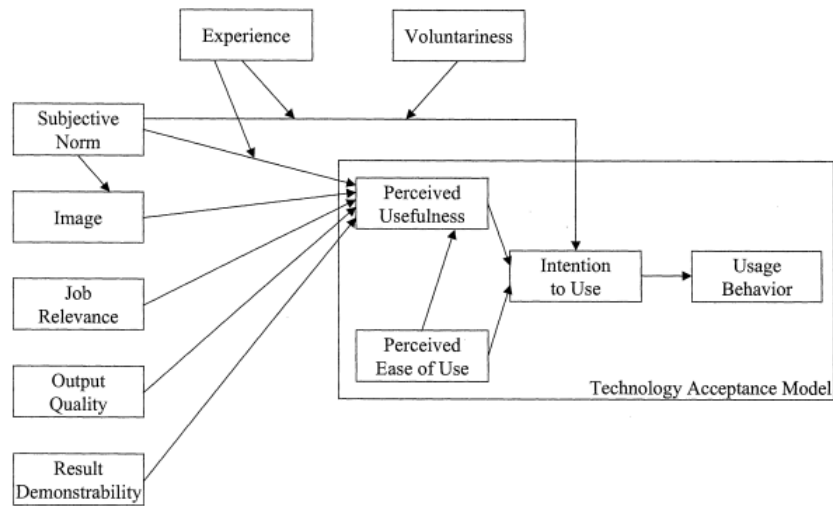 Experience
Voluntariness
Subjective
Norm
Image
Perceived
Usefulness
Job
Relevance
Intention
to Use
Usage
Behavior
Perceived
Ease of Use
Output
Quality
Technology Acceptance Model
Result
Demonstrability